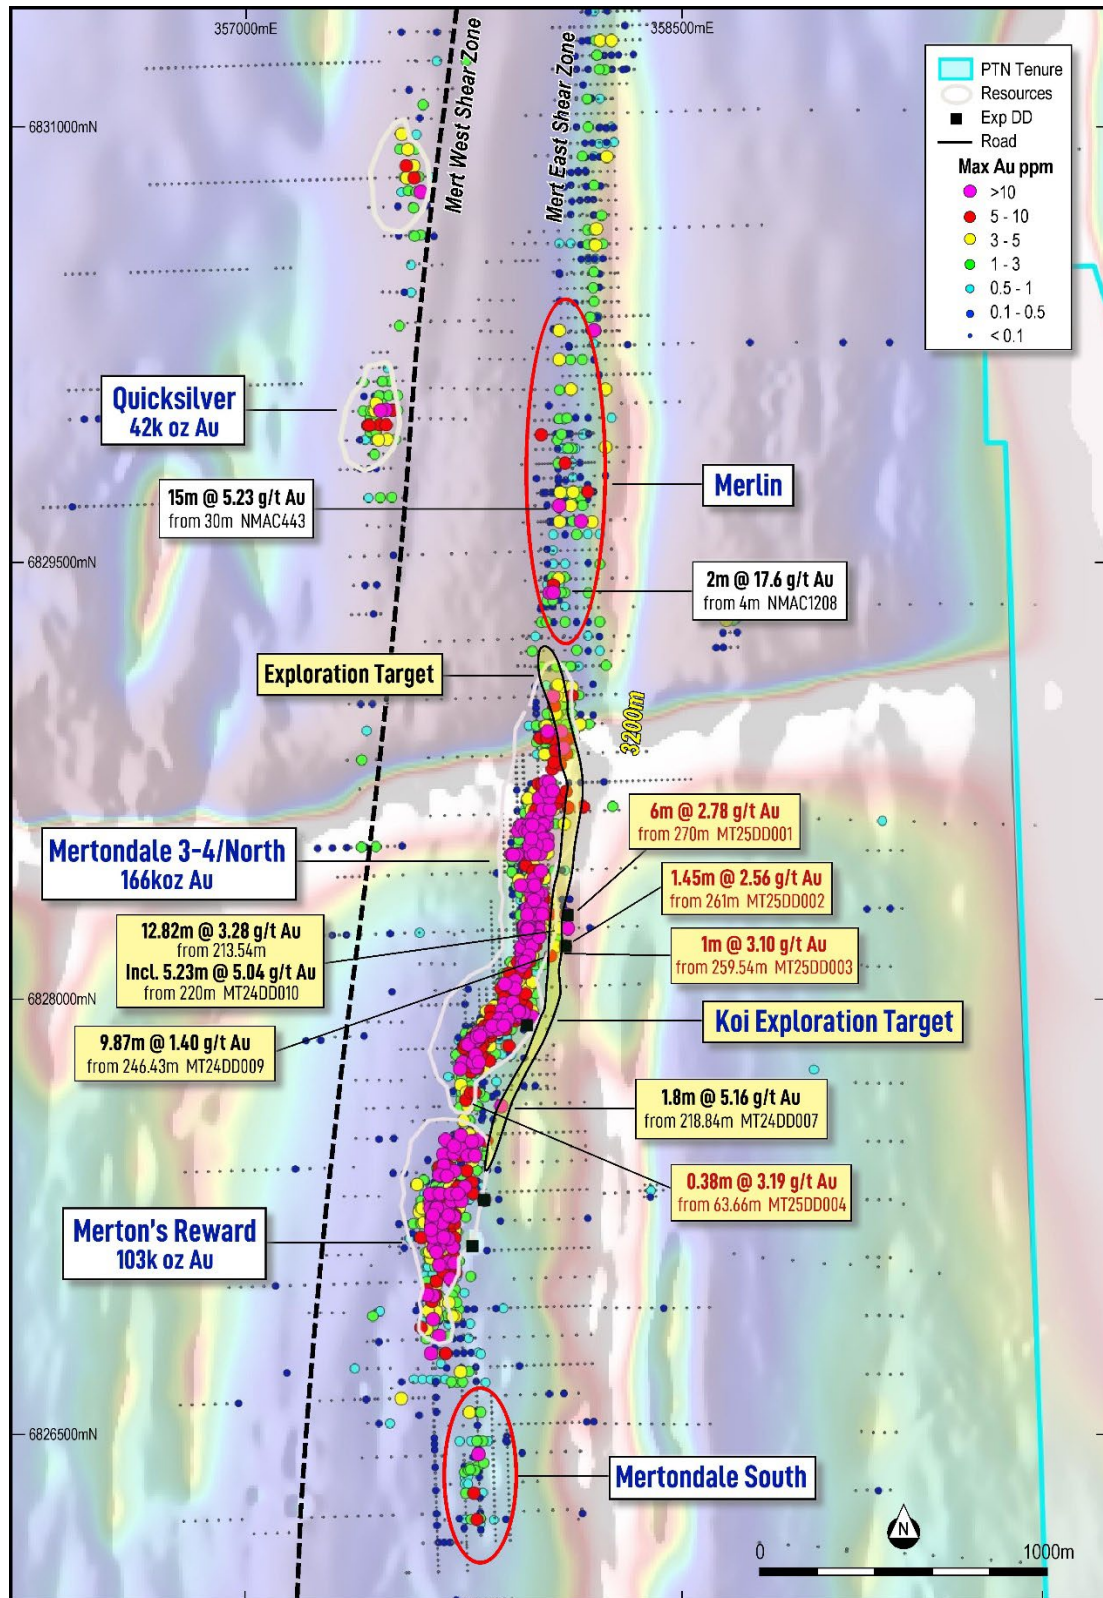 357000mE
358500mE
Mert West Shear Zone
Mert East Shear Zone
PTN Tenure
Resources
Exp DD
Road
Max Au ppm
>10
5 - 10
3 - 5
1 - 3
0.5 - 1
0.1 - 0.5
< 0.1
6831000mN
Quicksilver
42k oz Au
15m @ 5.23 g/t Au
from 30m NMAC443
Merlin
6829500mN
2m @ 17.6 g/t Au
from 4m NMAC1208
Exploration Target
3200m
6m @ 2.78 g/t Au
from 270m MT25DD001
Mertondale 3-4/North
166koz Au
1.45m @ 2.56 g/t Au
from 261m MT25DD002
12.82m @ 3.28 g/t Au
from 213.54m
Incl. 5.23m @ 5.04 g/t Au
from 220m MT24DD010
1m @ 3.10 g/t Au
from 259.54m MT25DD003
6828000mN
Koi Exploration Target
9.87m @ 1.40 g/t Au
from 246.43m MT24DD009
1.8m @ 5.16 g/t Au
from 218.84m MT24DD007
0.38m @ 3.19 g/t Au
from 63.66m MT25DD004
Merton's Reward
103k oz Au
6826500mN
Mertondale South
N
0
1000m